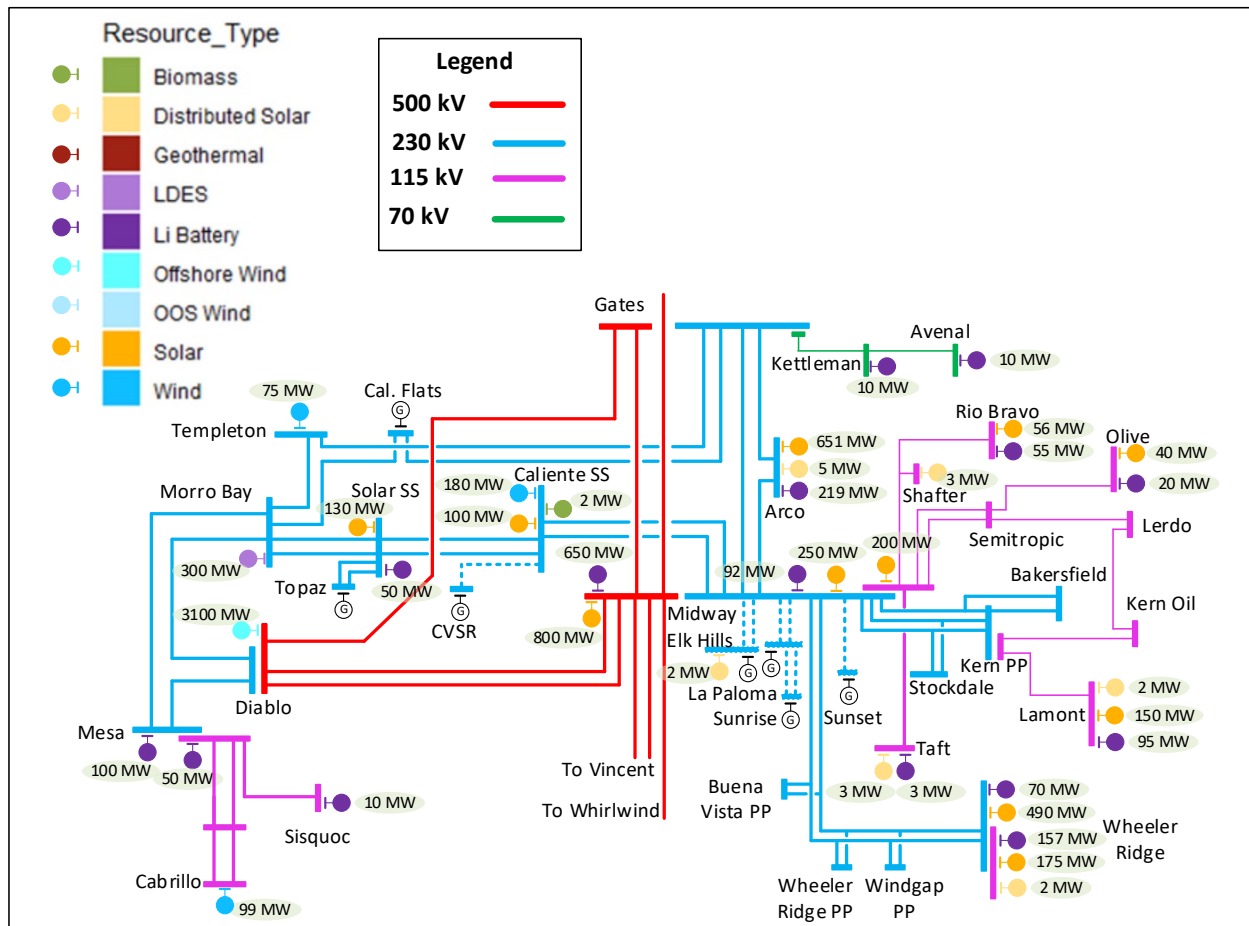 Resource_Type
Biomass
Distributed Solar
Geothermal
LDES
Li Battery
Offshore Wind
OOS Wind
Solar
Wind
Legend
500 kV
230 kV
115 kV
70 kV
Gates
Kettleman
10 MW
Avenal
10 MW
75 MW
Templeton
Cal. Flats
G
Rio Bravo
56 MW
55 MW
Olive
40 MW
20 MW
651 MW
5 MW
219 MW
Arco
3 MW
Shafter
Morro Bay
Solar SS
130 MW
Caliente SS
180 MW
2 MW
100 MW
Semitropic
Lerdo
300 MW
Topaz
G
50 MW
CVSR
G
650 MW
800 MW
92 MW
250 MW
200 MW
Bakersfield
Midway
Elk Hills
2 MW
G
La Paloma
G
Sunrise
G
Sunset
G
Kern Oil
Kern PP
Stockdale
3100 MW
Diablo
Lamont
2 MW
150 MW
95 MW
Mesa
100 MW
50 MW
10 MW
Sisquoc
Cabrillo
99 MW
To Vincent
To Whirlwind
Taft
3 MW
3 MW
Buena
Vista PP
Wheeler
Ridge PP
Windgap
PP
70 MW
490 MW
157 MW
175 MW
2 MW
Wheeler
Ridge